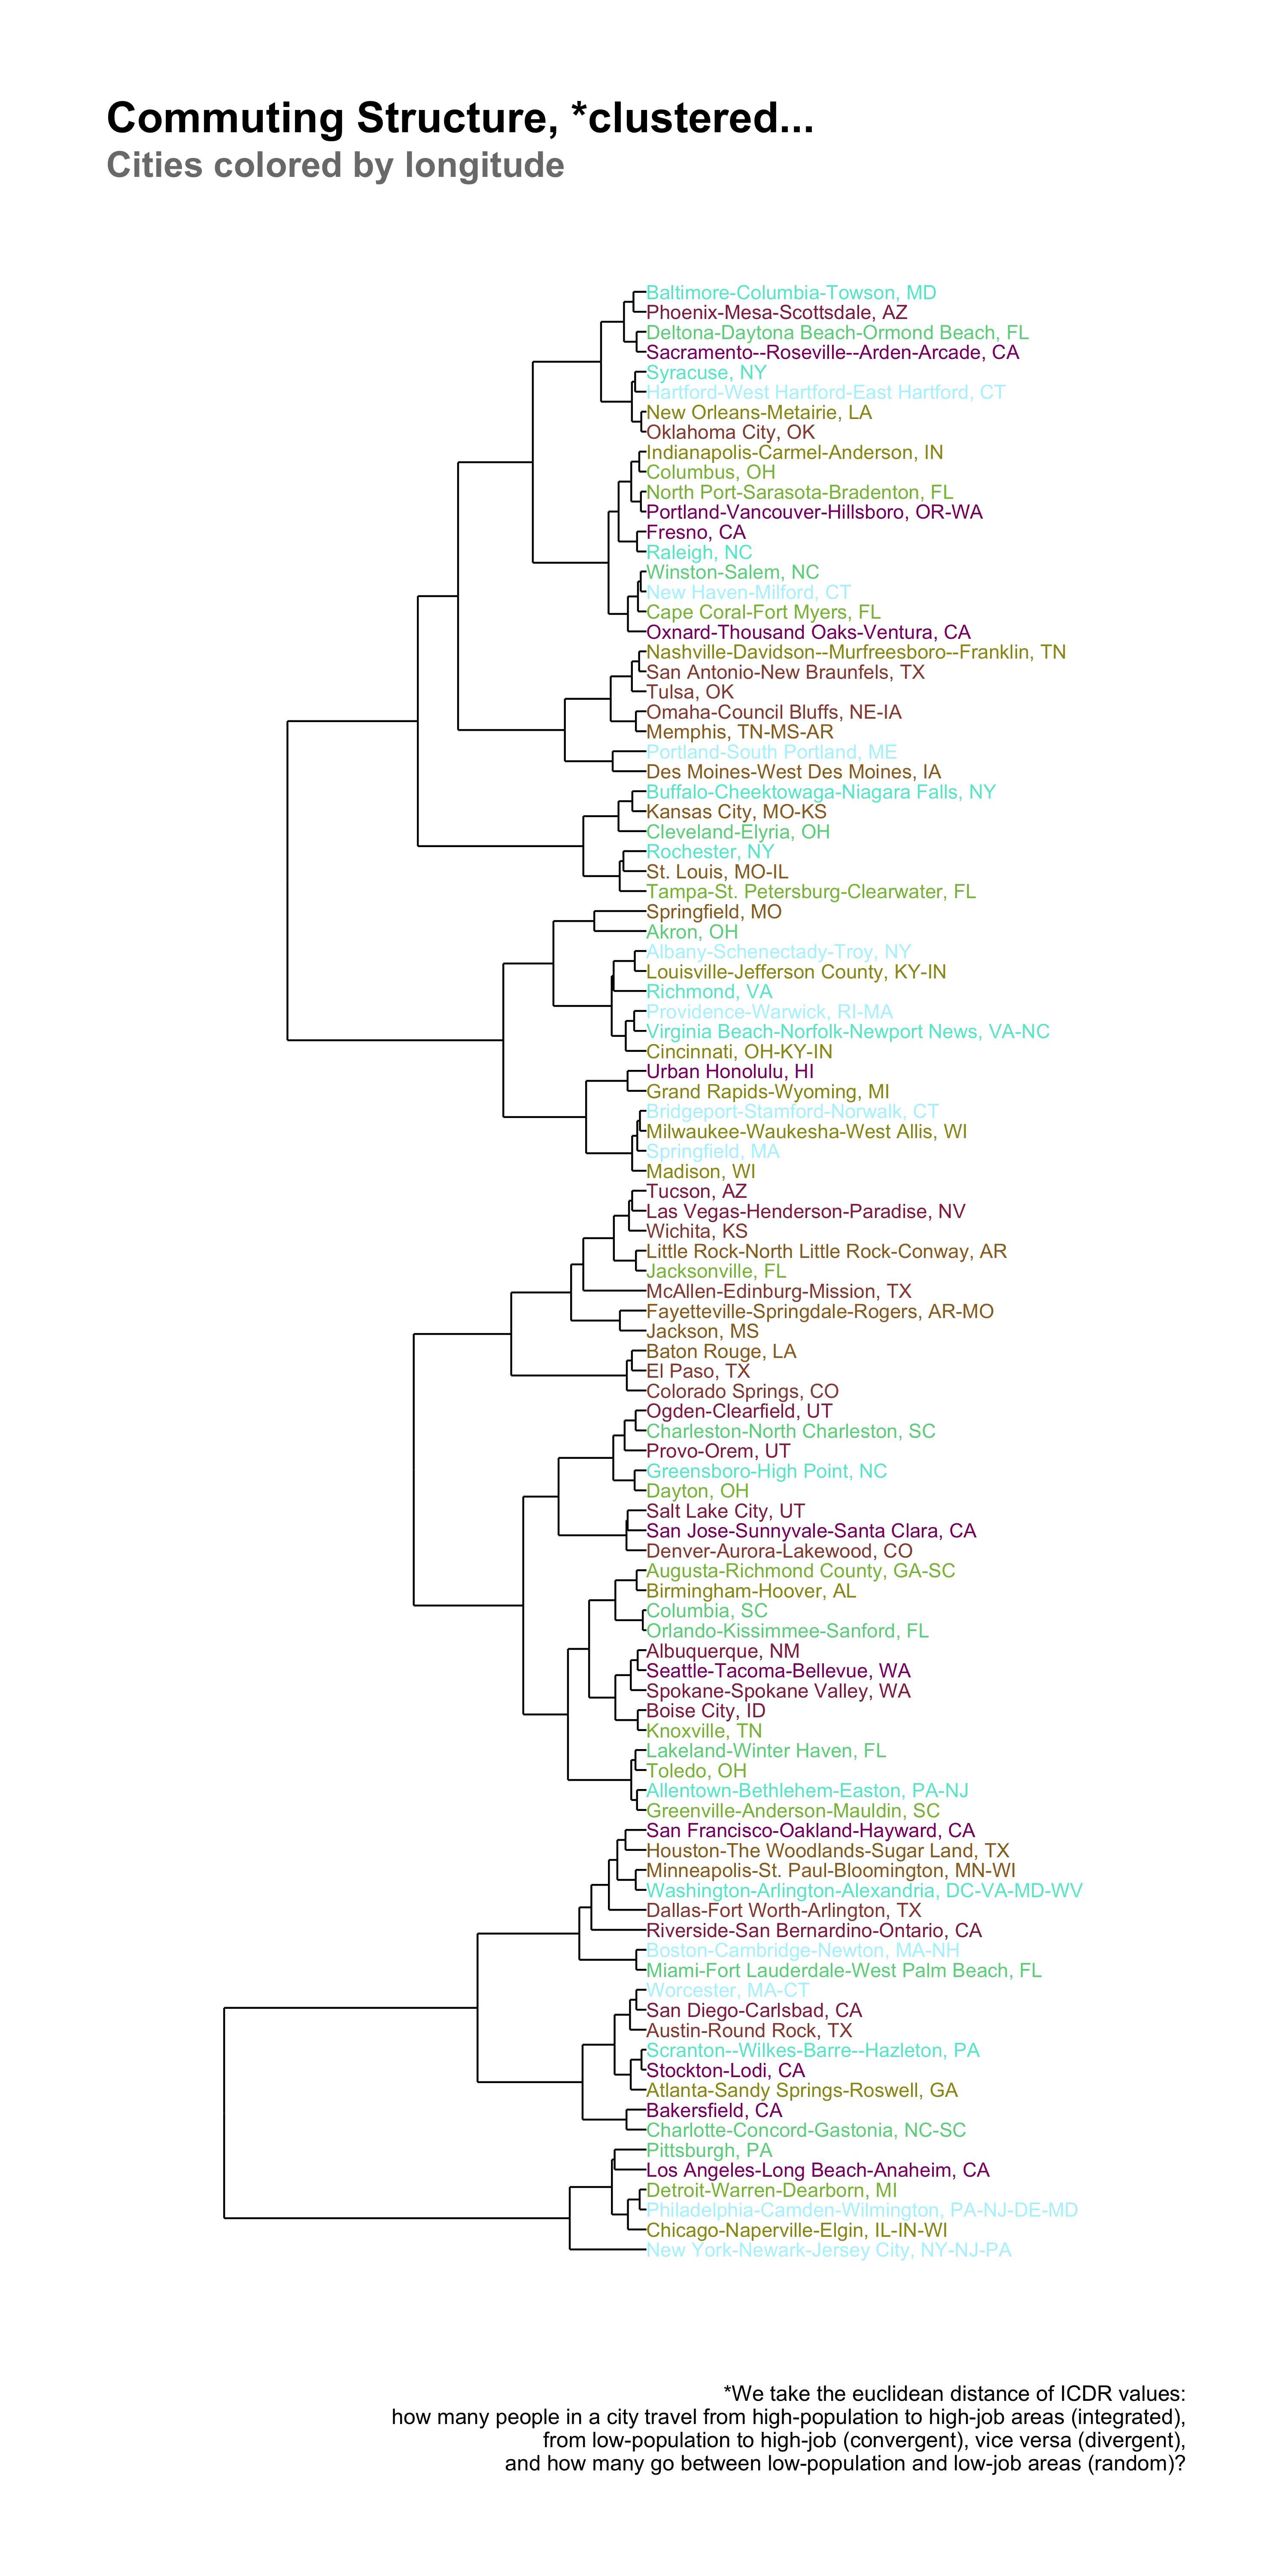 Commuting Structure, *clustered...
Cities colored by longitude
Baltimore-Columbia-Towson, MD
Phoenix-Mesa-Scottsdale, AZ
Deltona-Daytona Beach-Ormond Beach, FL
Sacramento--Roseville--Arden-Arcade, CA
Syracuse, NY
Hartford-West Hartford-East Hartford, CT
New Orleans-Metairie, LA
Oklahoma City, OK
Indianapolis-Carmel-Anderson, IN
Columbus, OH
North Port-Sarasota-Bradenton, FL
Portland-Vancouver-Hillsboro, OR-WA
Fresno, CA
Raleigh, NC
Winston-Salem, NC
New Haven-Milford, CT
Cape Coral-Fort Myers, FL
Oxnard-Thousand Oaks-Ventura, CA
Nashville-Davidson--Murfreesboro--Franklin, TN
San Antonio-New Braunfels, TX
Tulsa, OK
Omaha-Council Bluffs, NE-IA
Memphis, TN-MS-AR
Portland-South Portland, ME
Des Moines-West Des Moines, IA
Buffalo-Cheektowaga-Niagara Falls, NY
Kansas City, MO-KS
Cleveland-Elyria, OH
Rochester, NY
St. Louis, MO-IL
Tampa-St. Petersburg-Clearwater, FL
Springfield, MO
Akron, OH
Albany-Schenectady-Troy, NY
Louisville-Jefferson County, KY-IN
Richmond, VA
Providence-Warwick, RI-MA
Virginia Beach-Norfolk-Newport News, VA-NC
Cincinnati, OH-KY-IN
Urban Honolulu, HI
Grand Rapids-Wyoming, MI
Bridgeport-Stamford-Norwalk, CT
Milwaukee-Waukesha-West Allis, WI
Springfield, MA
Madison, WI
Tucson, AZ
Las Vegas-Henderson-Paradise, NV
Wichita, KS
Little Rock-North Little Rock-Conway, AR
Jacksonville, FL
McAllen-Edinburg-Mission, TX
Fayetteville-Springdale-Rogers, AR-MO
Jackson, MS
Baton Rouge, LA
El Paso, TX
Colorado Springs, CO
Ogden-Clearfield, UT
Charleston-North Charleston, SC
Provo-Orem, UT
Greensboro-High Point, NC
Dayton, OH
Salt Lake City, UT
San Jose-Sunnyvale-Santa Clara, CA
Denver-Aurora-Lakewood, CO
Augusta-Richmond County, GA-SC
Birmingham-Hoover, AL
Columbia, SC
Orlando-Kissimmee-Sanford, FL
Albuquerque, NM
Seattle-Tacoma-Bellevue, WA
Spokane-Spokane Valley, WA
Boise City, ID
Knoxville, TN
Lakeland-Winter Haven, FL
Toledo, OH
Allentown-Bethlehem-Easton, PA-NJ
Greenville-Anderson-Mauldin, SC
San Francisco-Oakland-Hayward, CA
Houston-The Woodlands-Sugar Land, TX
Minneapolis-St. Paul-Bloomington, MN-WI
Washington-Arlington-Alexandria, DC-VA-MD-WV
Dallas-Fort Worth-Arlington, TX
Riverside-San Bernardino-Ontario, CA
Boston-Cambridge-Newton, MA-NH
Miami-Fort Lauderdale-West Palm Beach, FL
Worcester, MA-CT
San Diego-Carlsbad, CA
Austin-Round Rock, TX
Scranton--Wilkes-Barre--Hazleton, PA
Stockton-Lodi, CA
Atlanta-Sandy Springs-Roswell, GA
Bakersfield, CA
Charlotte-Concord-Gastonia, NC-SC
Pittsburgh, PA
Los Angeles-Long Beach-Anaheim, CA
Detroit-Warren-Dearborn, MI
Philadelphia-Camden-Wilmington, PA-NJ-DE-MD
Chicago-Naperville-Elgin, IL-IN-WI
New York-Newark-Jersey City, NY-NJ-PA
*We take the euclidean distance of ICDR values:
how many people in a city travel from high-population to high-job areas (integrated),
from low-population to high-job (convergent), vice versa (divergent),
and how many go between low-population and low-job areas (random)?